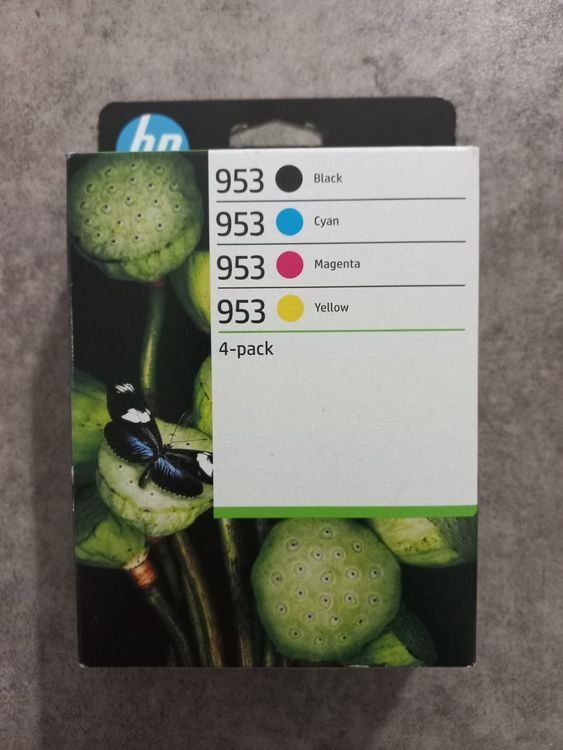 hp
953 Black
953 Cyan
953 Magenta
953 Yellow
4-pack